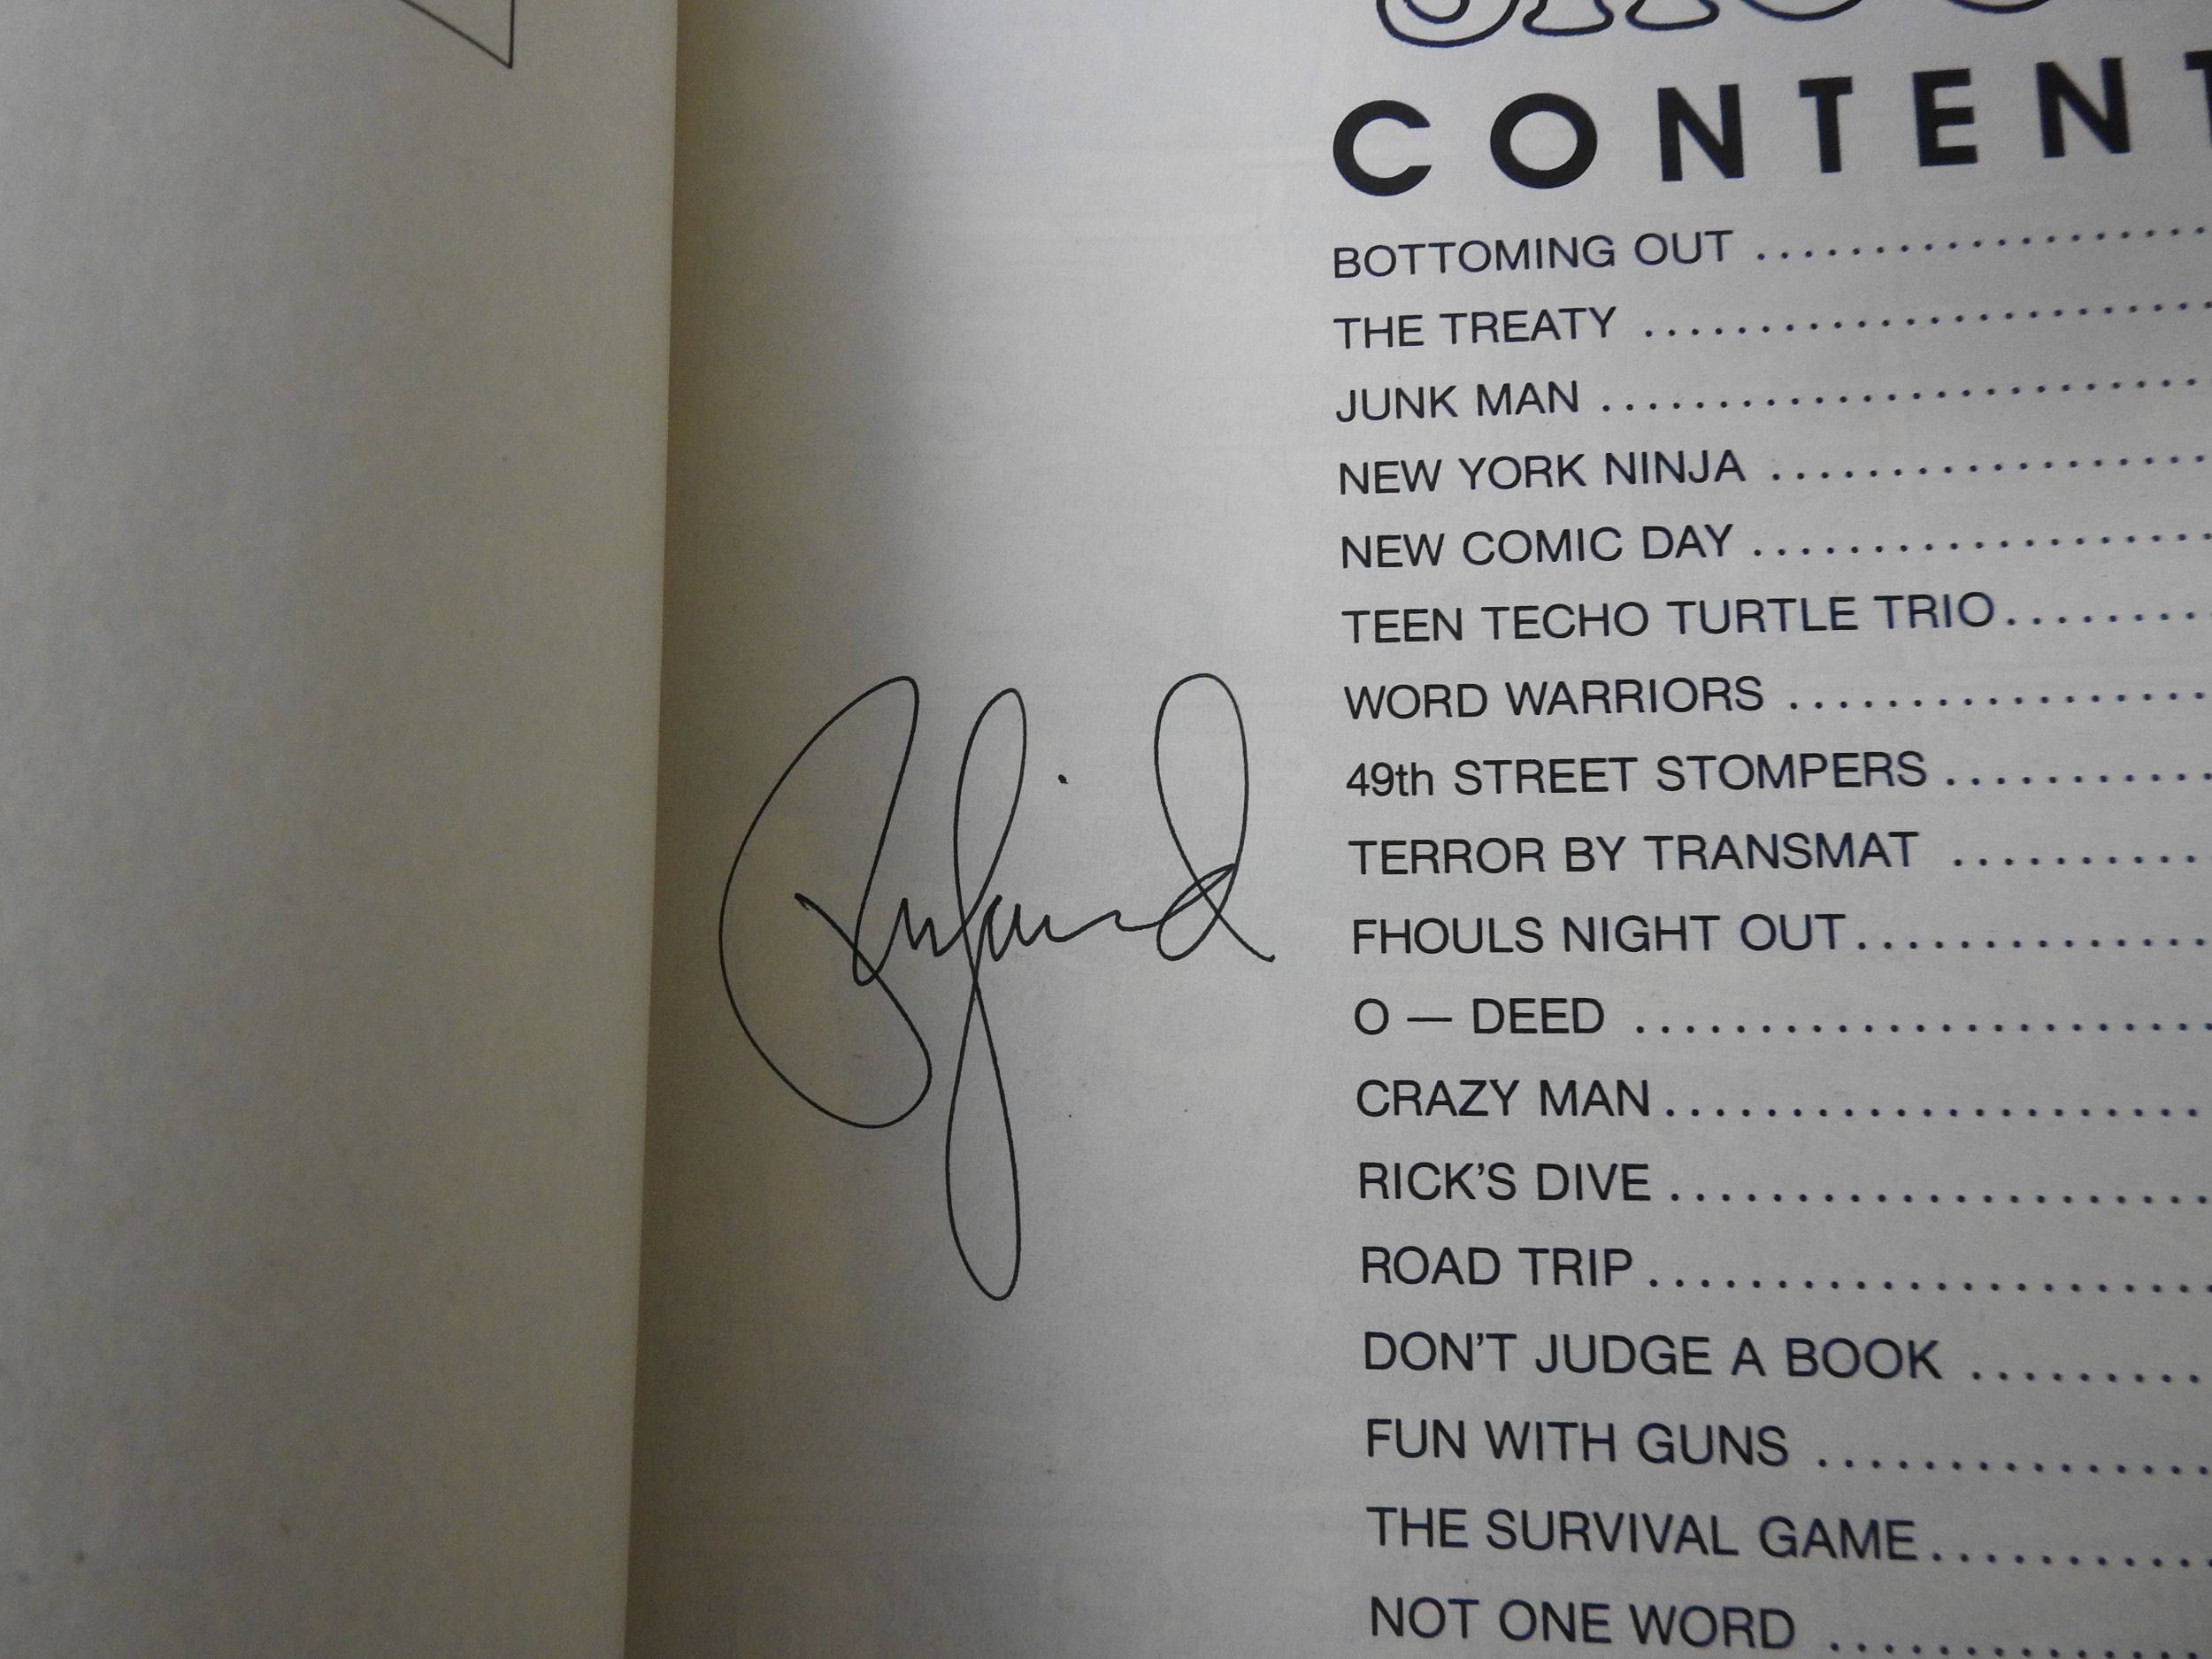 CONTENT
BOTTOMING OUT ....................
THE TREATY ....................
JUNK MAN ....................
NEW YORK NINJA ....................
NEW COMIC DAY ....................
TEEN TECHO TURTLE TRIO..........
WORD WARRIORS ....................
49th STREET STOMPERS ..............
TERROR BY TRANSMAT .............
FHOULS NIGHT OUT..................
O — DEED ............................
CRAZY MAN..........................
RICK'S DIVE ..........................
ROAD TRIP............................
DON'T JUDGE A BOOK ............
FUN WITH GUNS ....................
THE SURVIVAL GAME...............
NOT ONE WORD ....................